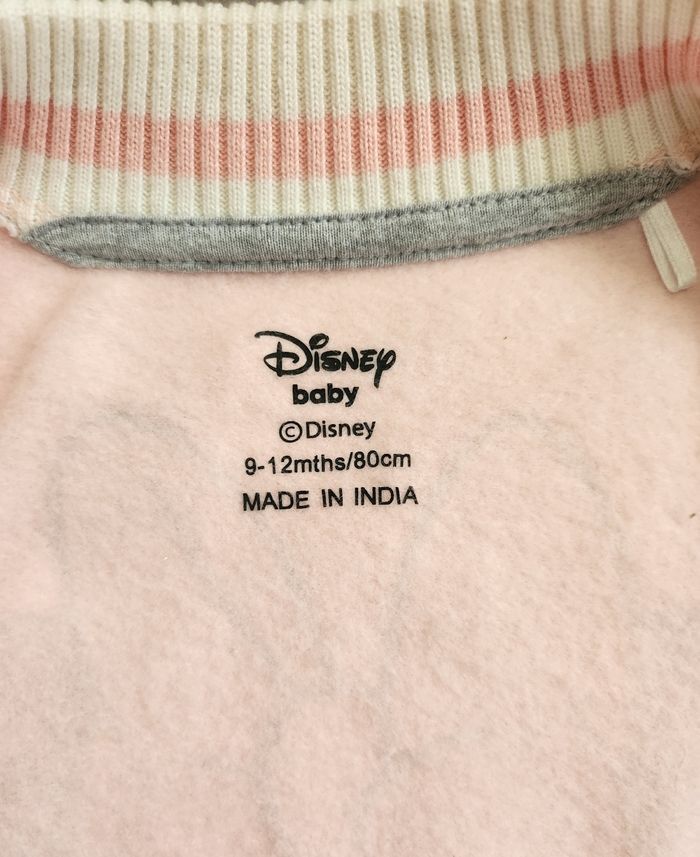 Disney
baby
©Disney
9-12mths/80cm
MADE IN INDIA